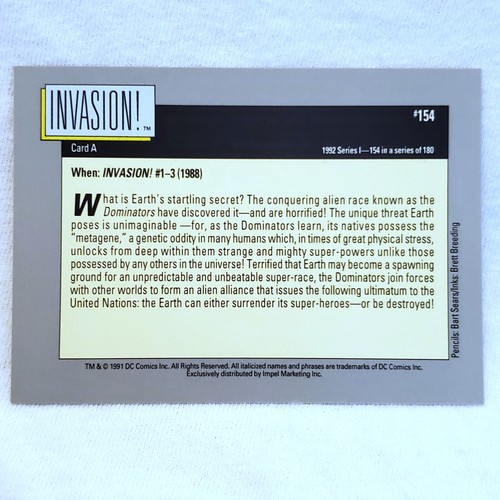 INVASION!™
#154
Card A
1992 Series I—154 in a series of 180
When: INVASION! #1–3 (1988)
What is Earth's startling secret? The conquering alien race known as the
Dominators have discovered it—and are horrified! The unique threat Earth
poses is unimaginable —for, as the Dominators learn, its natives possess the
"metagene," a genetic oddity in many humans which, in times of great physical stress,
unlocks from deep within them strange and mighty super-powers unlike those
possessed by any others in the universe! Terrified that Earth may become a spawning
ground for an unpredictable and unbeatable super-race, the Dominators join forces
with other worlds to form an alien alliance that issues the following ultimatum to the
United Nations: the Earth can either surrender its super-heroes—or be destroyed!
Pencils: Bart Sears/Inks: Brett Breeding
TM & © 1991 DC Comics Inc. All Rights Reserved. All italicized names and phrases are trademarks of DC Comics Inc.
Exclusively distributed by Impel Marketing Inc.